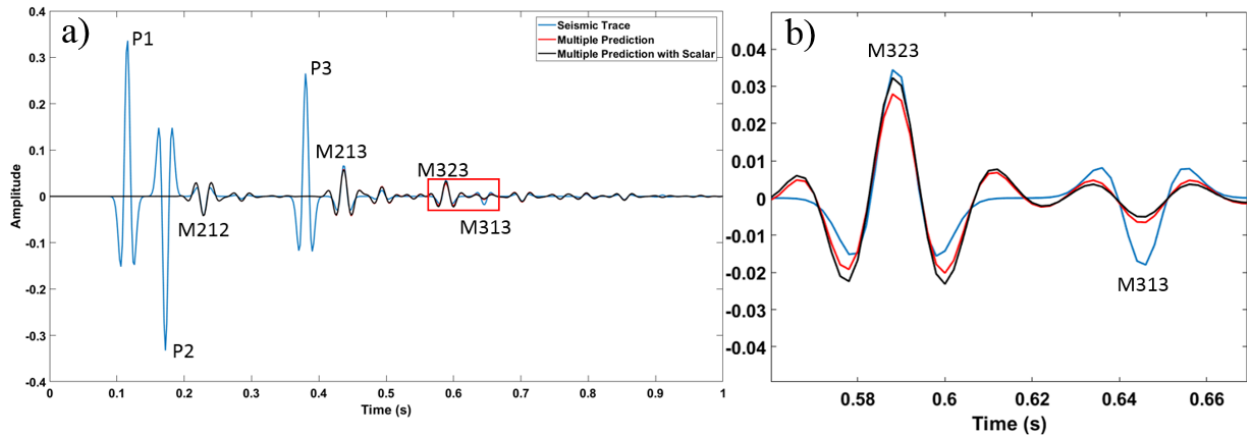 a)
Seismic Trace
Multiple Prediction
Multiple Prediction with Scalar
P1
P3
M213
M323
M212
M313
P2
Amplitude
0.4
0.3
0.2
0.1
0
-0.1
-0.2
-0.3
-0.4
0 0.1 0.2 0.3 0.4 0.5 0.6 0.7 0.8 0.9 1
Time (s)
b)
M323
M313
0.04
0.03
0.02
0.01
0
-0.01
-0.02
-0.03
-0.04
0.58 0.6 0.62 0.64 0.66
Time (s)